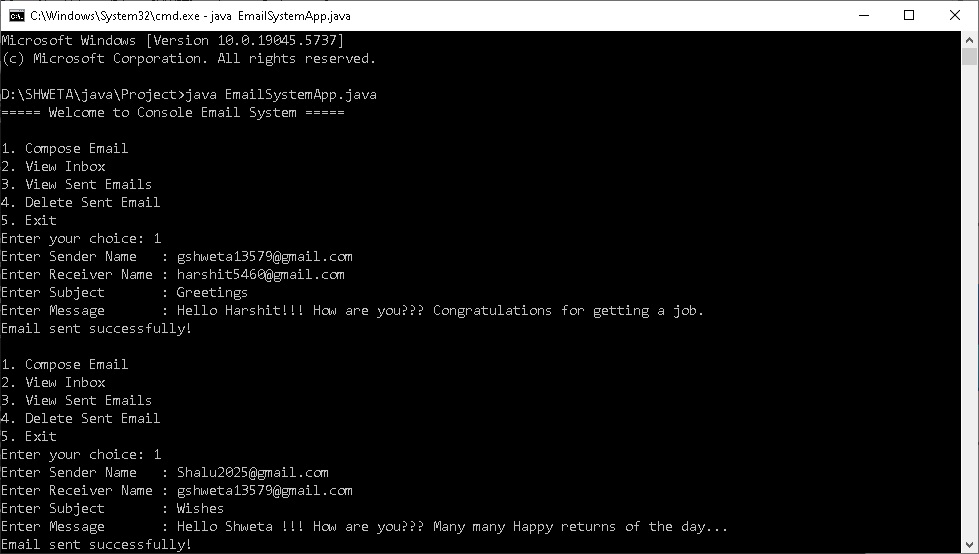 C:\Windows\System32\cmd.exe - java EmailSystemApp.java
Microsoft Windows [Version 10.0.19045.5737]
(c) Microsoft Corporation. All rights reserved.
D:\SHWETA\java\Project>java EmailSystemApp.java
===== Welcome to Console Email System =====
1. Compose Email
2. View Inbox
3. View Sent Emails
4. Delete Sent Email
5. Exit
Enter your choice: 1
Enter Sender Name   : gshweta13579@gmail.com
Enter Receiver Name : harshit5460@gmail.com
Enter Subject       : Greetings
Enter Message       : Hello Harshit!!! How are you??? Congratulations for getting a job.
Email sent successfully!
1. Compose Email
2. View Inbox
3. View Sent Emails
4. Delete Sent Email
5. Exit
Enter your choice: 1
Enter Sender Name   : Shalu2025@gmail.com
Enter Receiver Name : gshweta13579@gmail.com
Enter Subject       : Wishes
Enter Message       : Hello Shweta !!! How are you??? Many many Happy returns of the day...
Email sent successfully!